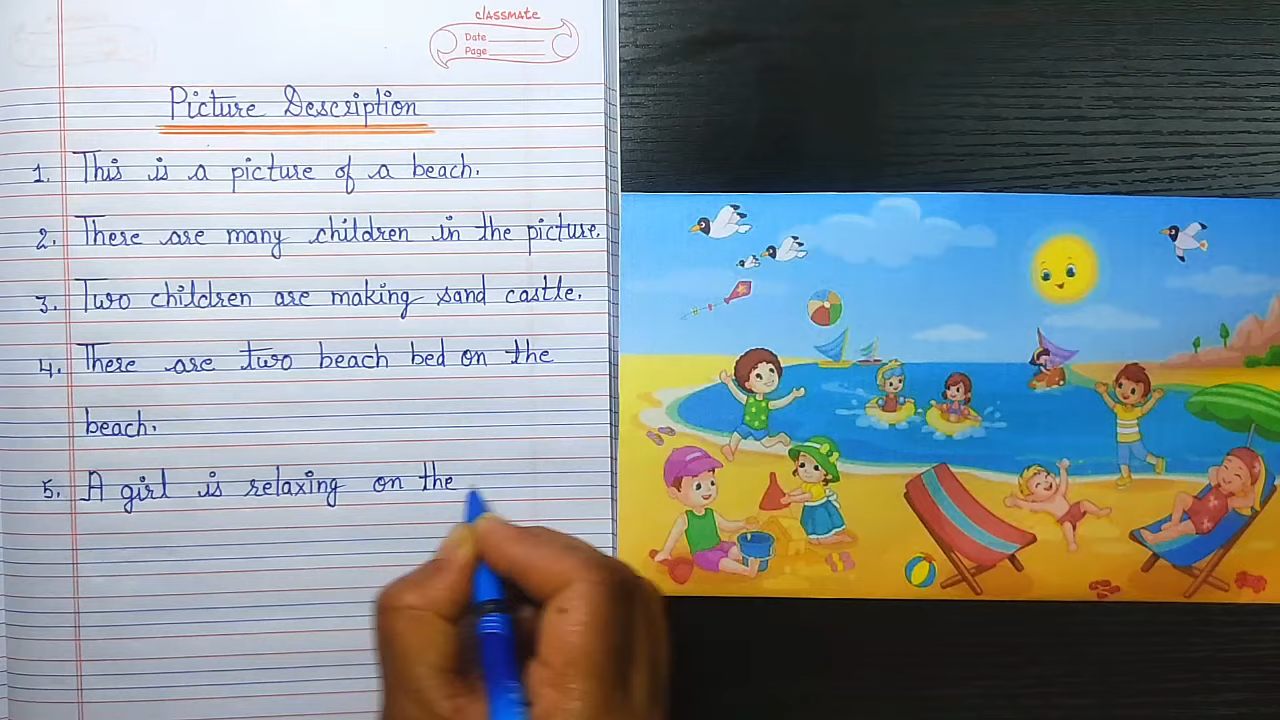 classmate
Date
Page
Picture Description
1. This is a picture of a beach.
2. There are many children in the picture.
3. Two children are making sand castle.
4. There are two beach bed on the
beach.
5. A girl is relaxing on the